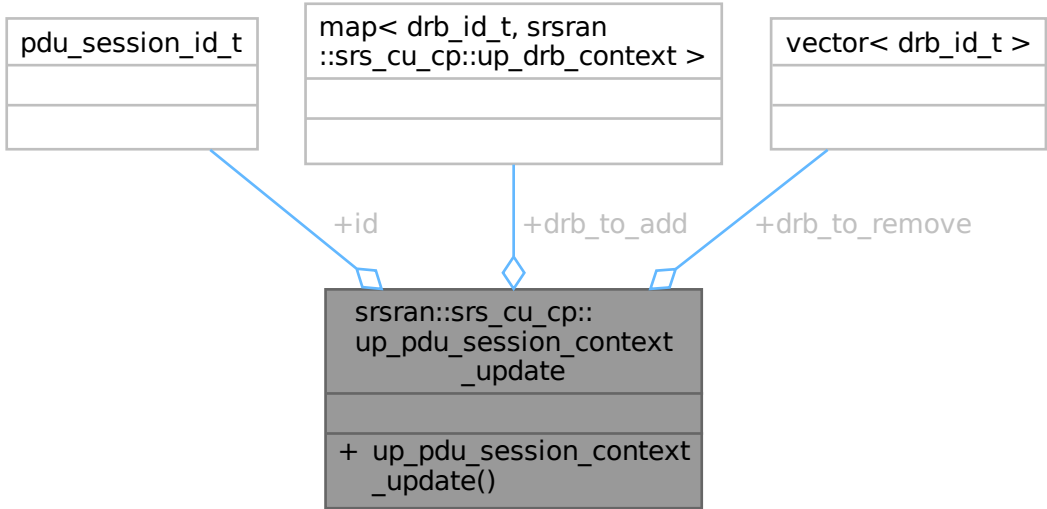 pdu_session_id_t
map< drb_id_t, srsran
::srs_cu_cp::up_drb_context >
vector< drb_id_t >
+id
+drb_to_add
+drb_to_remove
srsran::srs_cu_cp::
up_pdu_session_context
_update
+ up_pdu_session_context
_update()